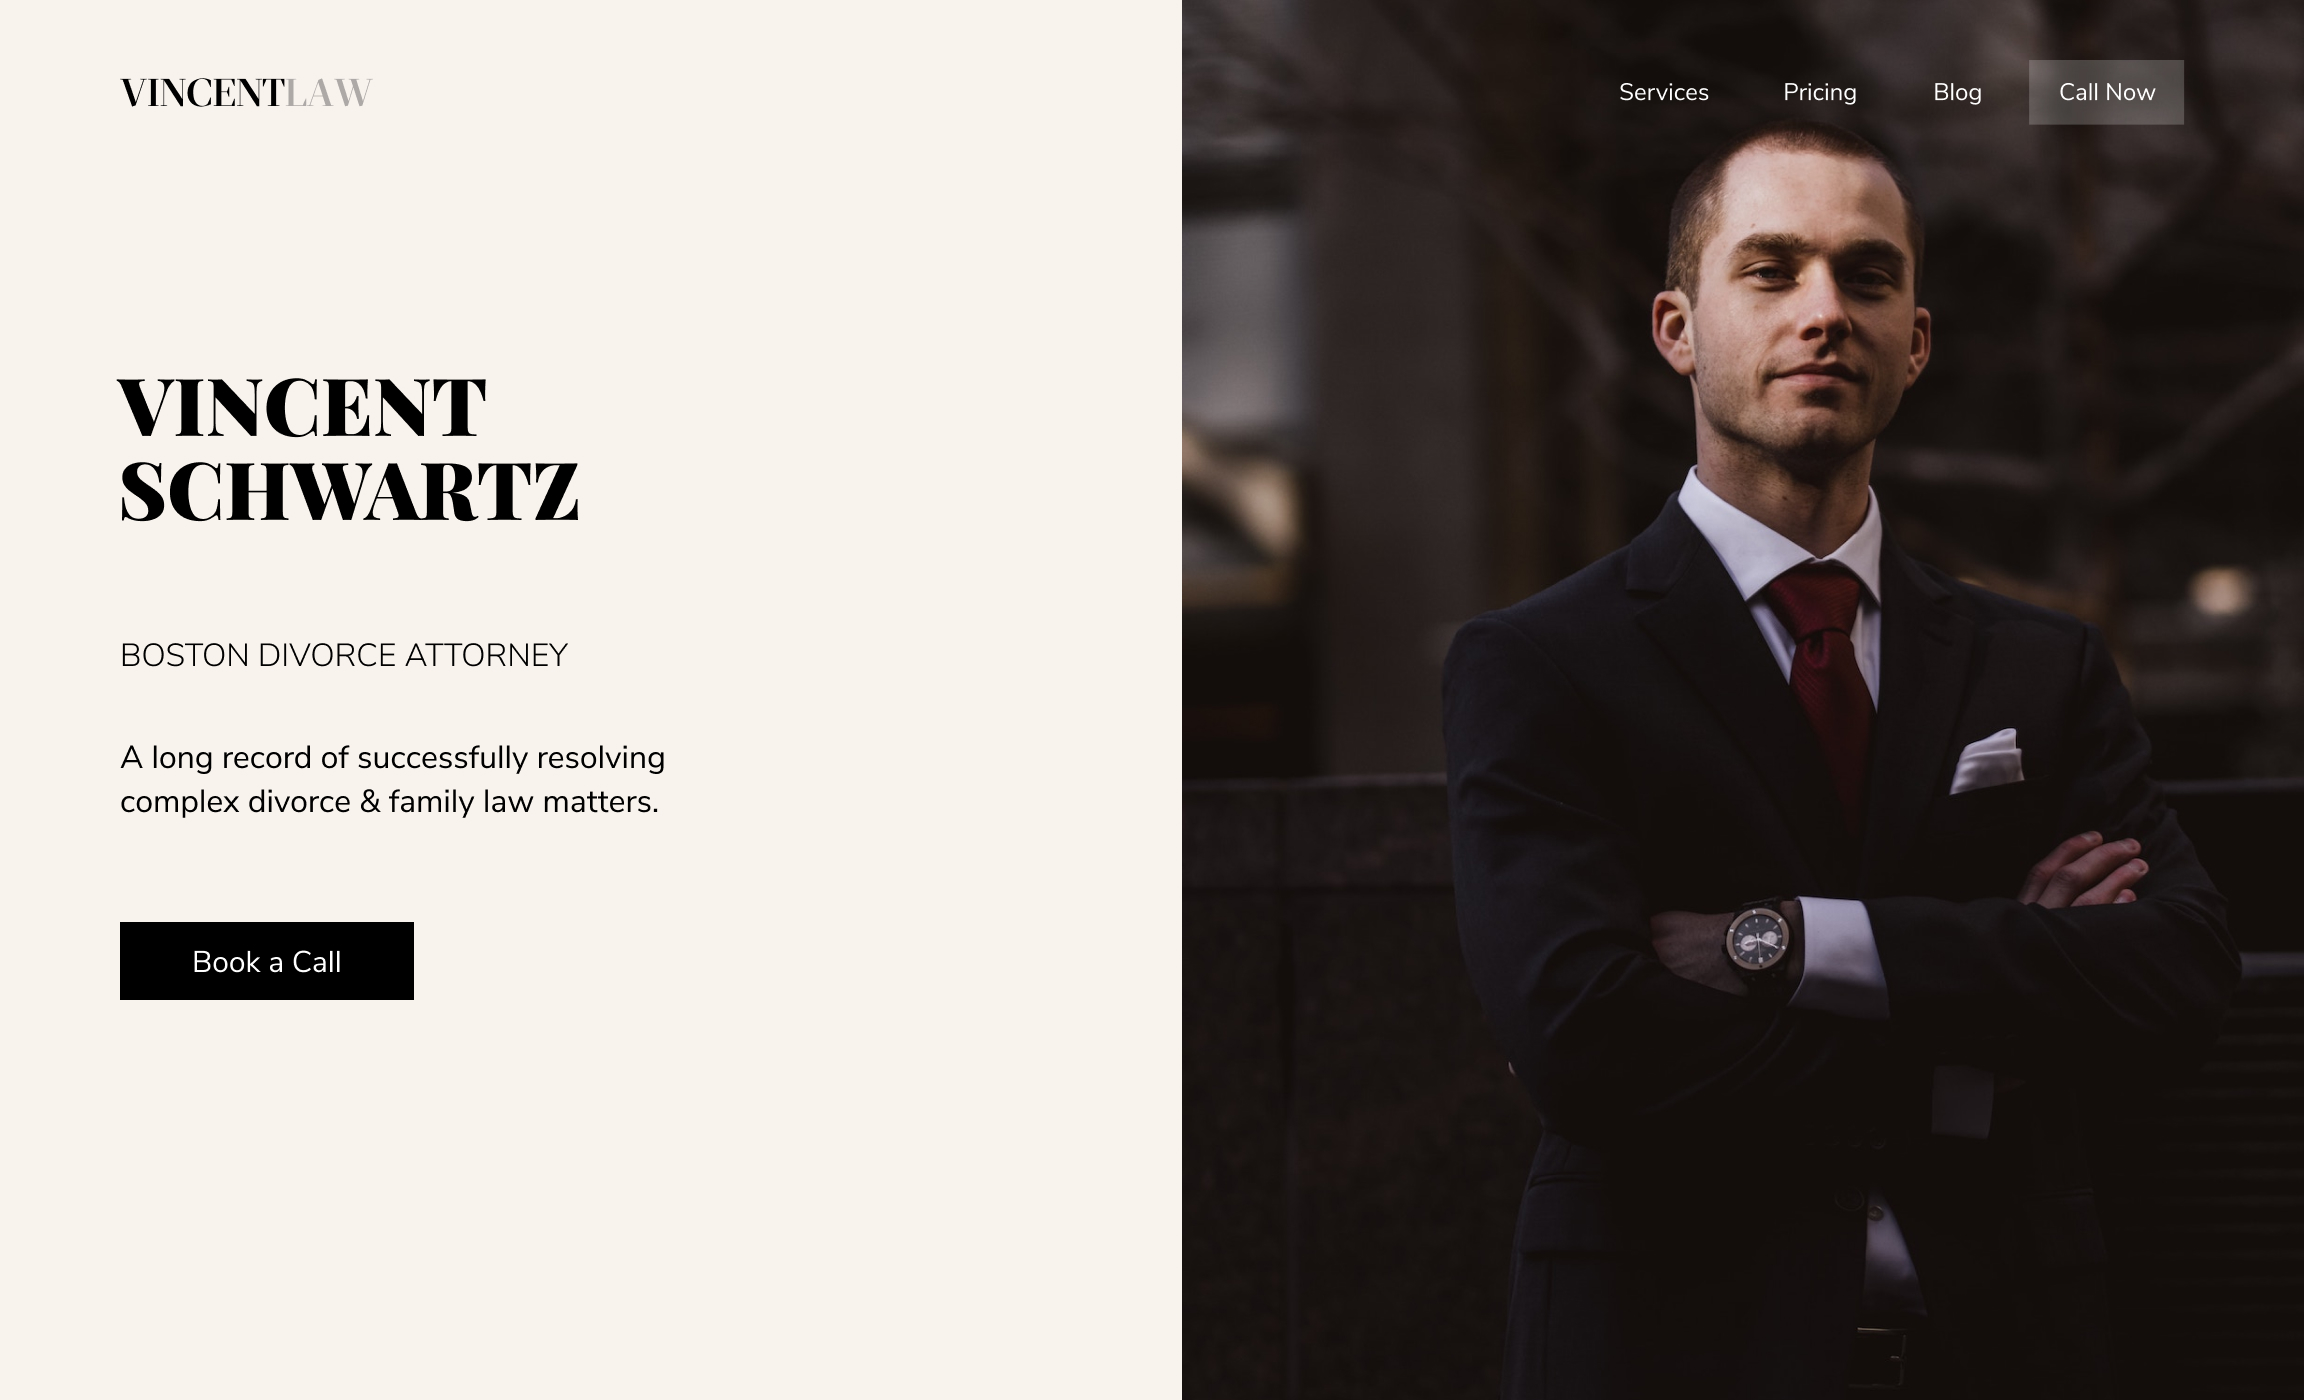 VINCENTLAW
Services Pricing Blog Call Now
VINCENT
SCHWARTZ
BOSTON DIVORCE ATTORNEY
A long record of successfully resolving
complex divorce & family law matters.
Book a Call